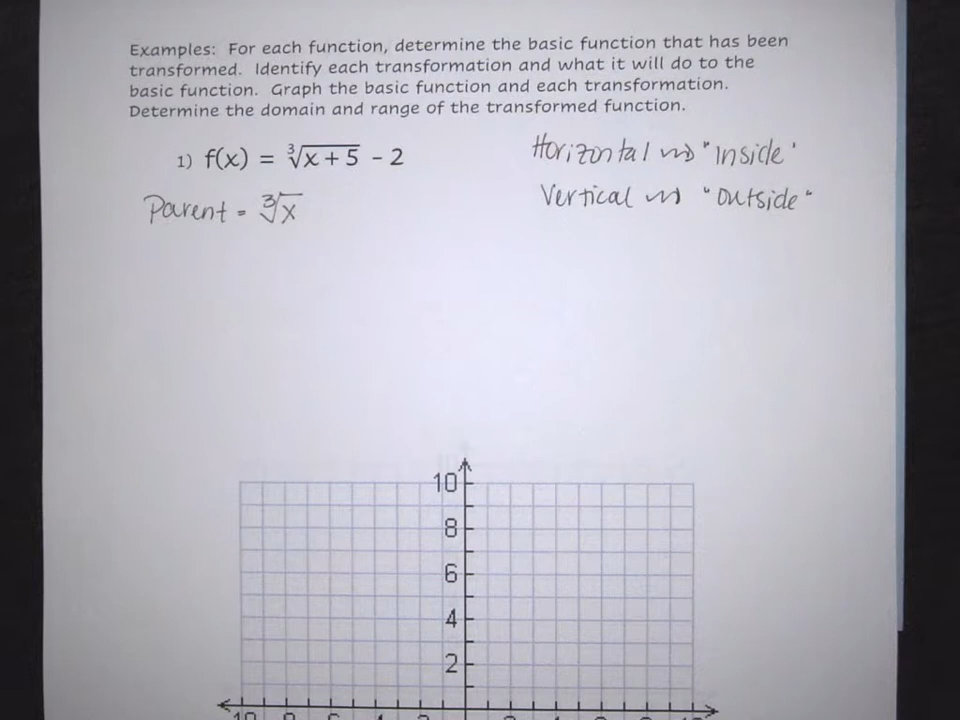 Examples: For each function, determine the basic function that has been
transformed. Identify each transformation and what it will do to the
basic function. Graph the basic function and each transformation.
Determine the domain and range of the transformed function.
1) f(x) = ∛(x + 5) - 2
Horizontal ⇝ "Inside"
Parent = ∛x
Vertical ⇝ "outside"
10
8
6
4
2